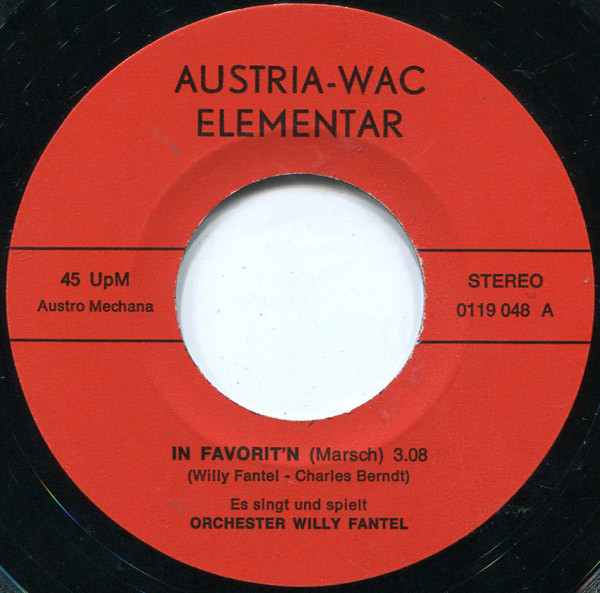 AUSTRIA-WAC
ELEMENTAR
45 UpM
Austro Mechana
STEREO
0119 048 A
IN FAVORIT'N (Marsch) 3.08
(Willy Fantel - Charles Berndt)
Es singt und spielt
ORCHESTER WILLY FANTEL